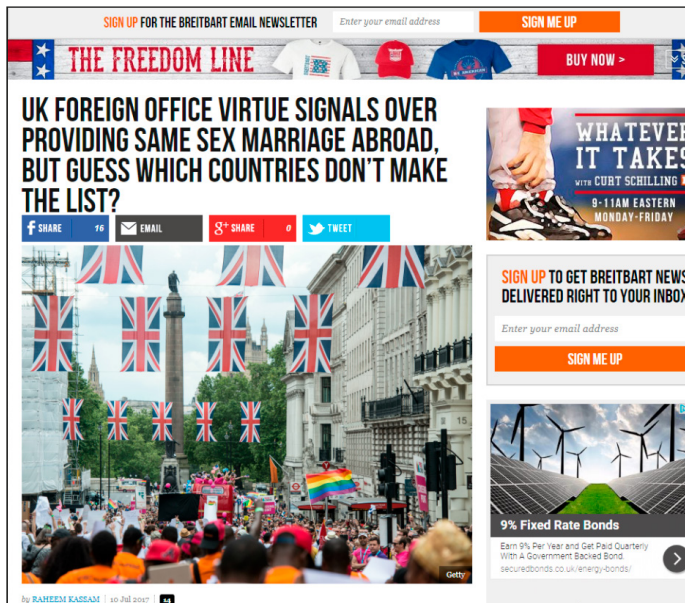 SIGN UP FOR THE BREITBART EMAIL NEWSLETTER
Enter your email address
SIGN ME UP
THE FREEDOM LINE
BUY NOW >
UK FOREIGN OFFICE VIRTUE SIGNALS OVER
PROVIDING SAME SEX MARRIAGE ABROAD,
BUT GUESS WHICH COUNTRIES DON'T MAKE
THE LIST?
f SHARE 16
EMAIL
g+ SHARE 0
TWEET
15
Getty
by RAHEEM KASSAM | 10 Jul 2017 | 14
WHATEVER
IT TAKES
WITH CURT SCHILLING
9-11AM EASTERN
MONDAY-FRIDAY
SIGN UP TO GET BREITBART NEWS
DELIVERED RIGHT TO YOUR INBOX
Enter your email address
SIGN ME UP
9% Fixed Rate Bonds
Earn 9% Per Year and Get Paid Quarterly
With A Government Backed Bond.
securedbonds.co.uk/energy-bonds/